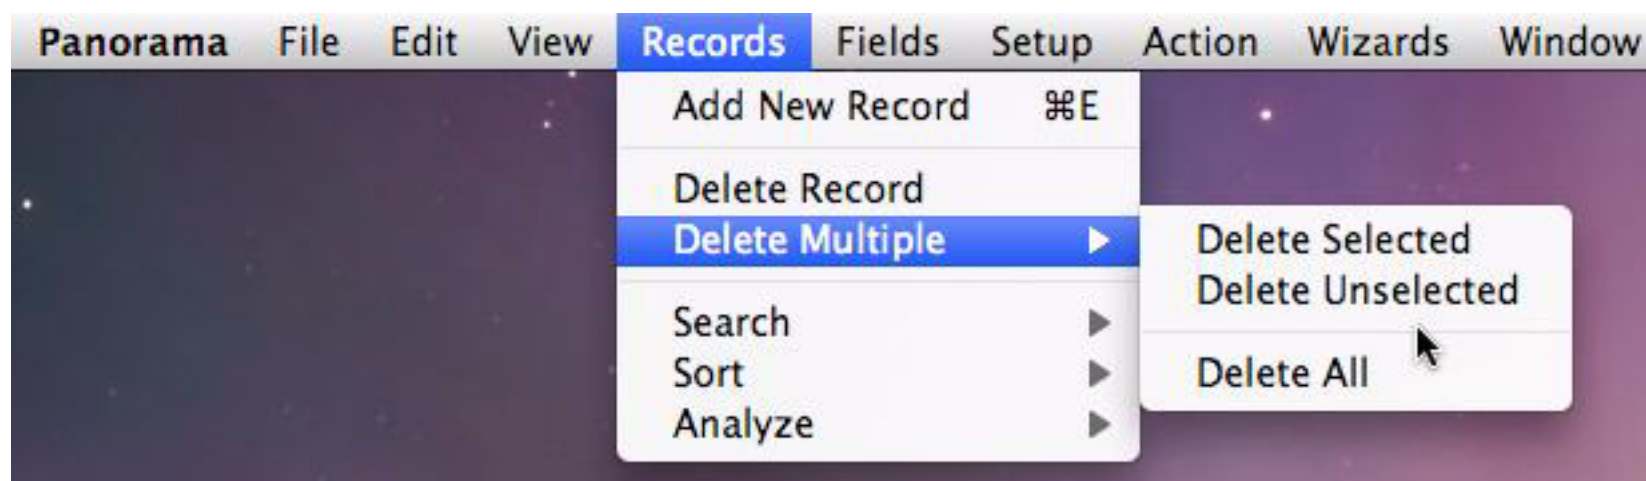 Panorama File Edit View Records Fields Setup Action Wizards Window
Add New Record ⌘E
Delete Record
Delete Multiple
Search
Sort
Analyze
Delete Selected
Delete Unselected
Delete All